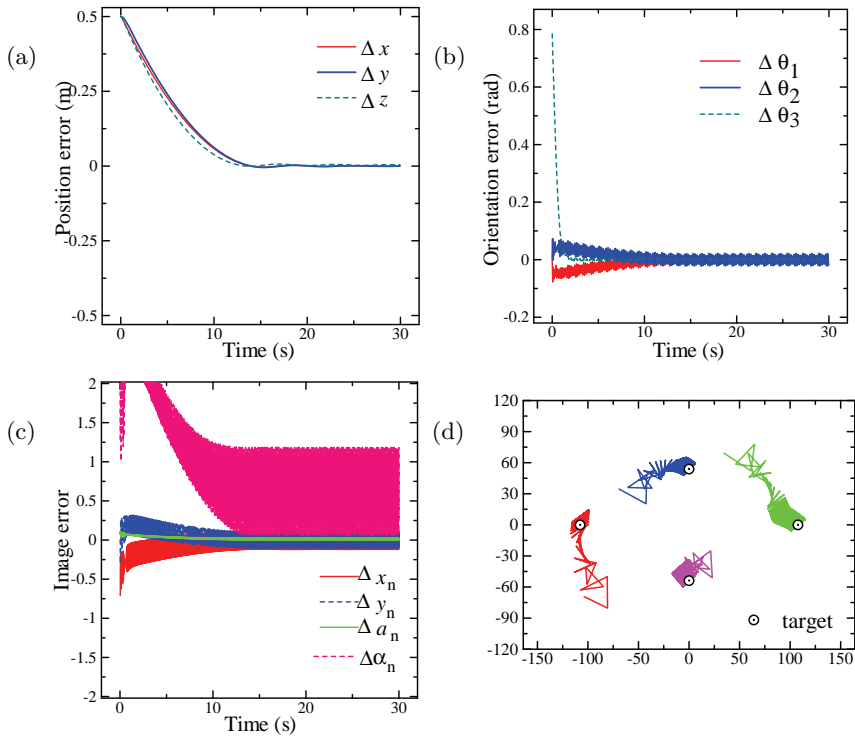 (a)
0.5
0.25
0
-0.25
-0.5
Position error (m)
Δ x
Δ y
Δ z
0 10 20 30
Time (s)
(b)
0.8
0.6
0.4
0.2
0
-0.2
Orientation error (rad)
Δ θ1
Δ θ2
Δ θ3
0 10 20 30
Time (s)
(c)
2
1.5
1
0.5
0
-0.5
-1
-1.5
-2
Image error
Δ xn
Δ yn
Δ an
Δαn
0 10 20 30
Time (s)
(d)
120
90
60
30
0
-30
-60
-90
-120
target
-150 -100 -50 0 50 100 150